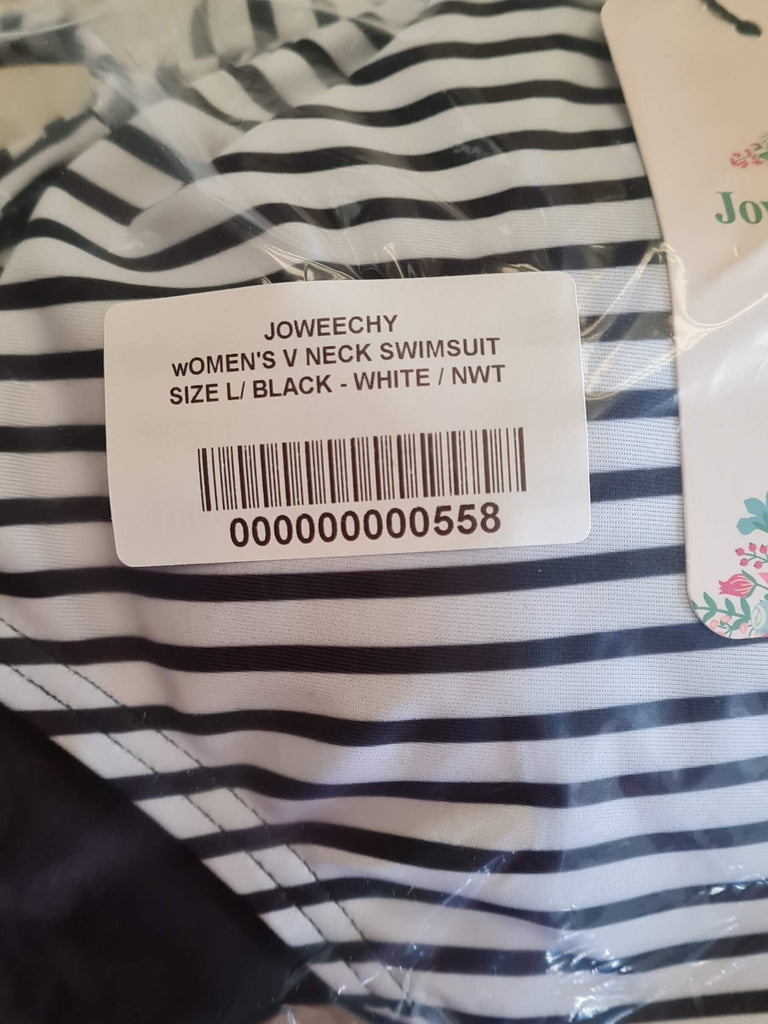 JOWEECHY
wOMEN'S V NECK SWIMSUIT
SIZE L/ BLACK - WHITE / NWT
000000000558